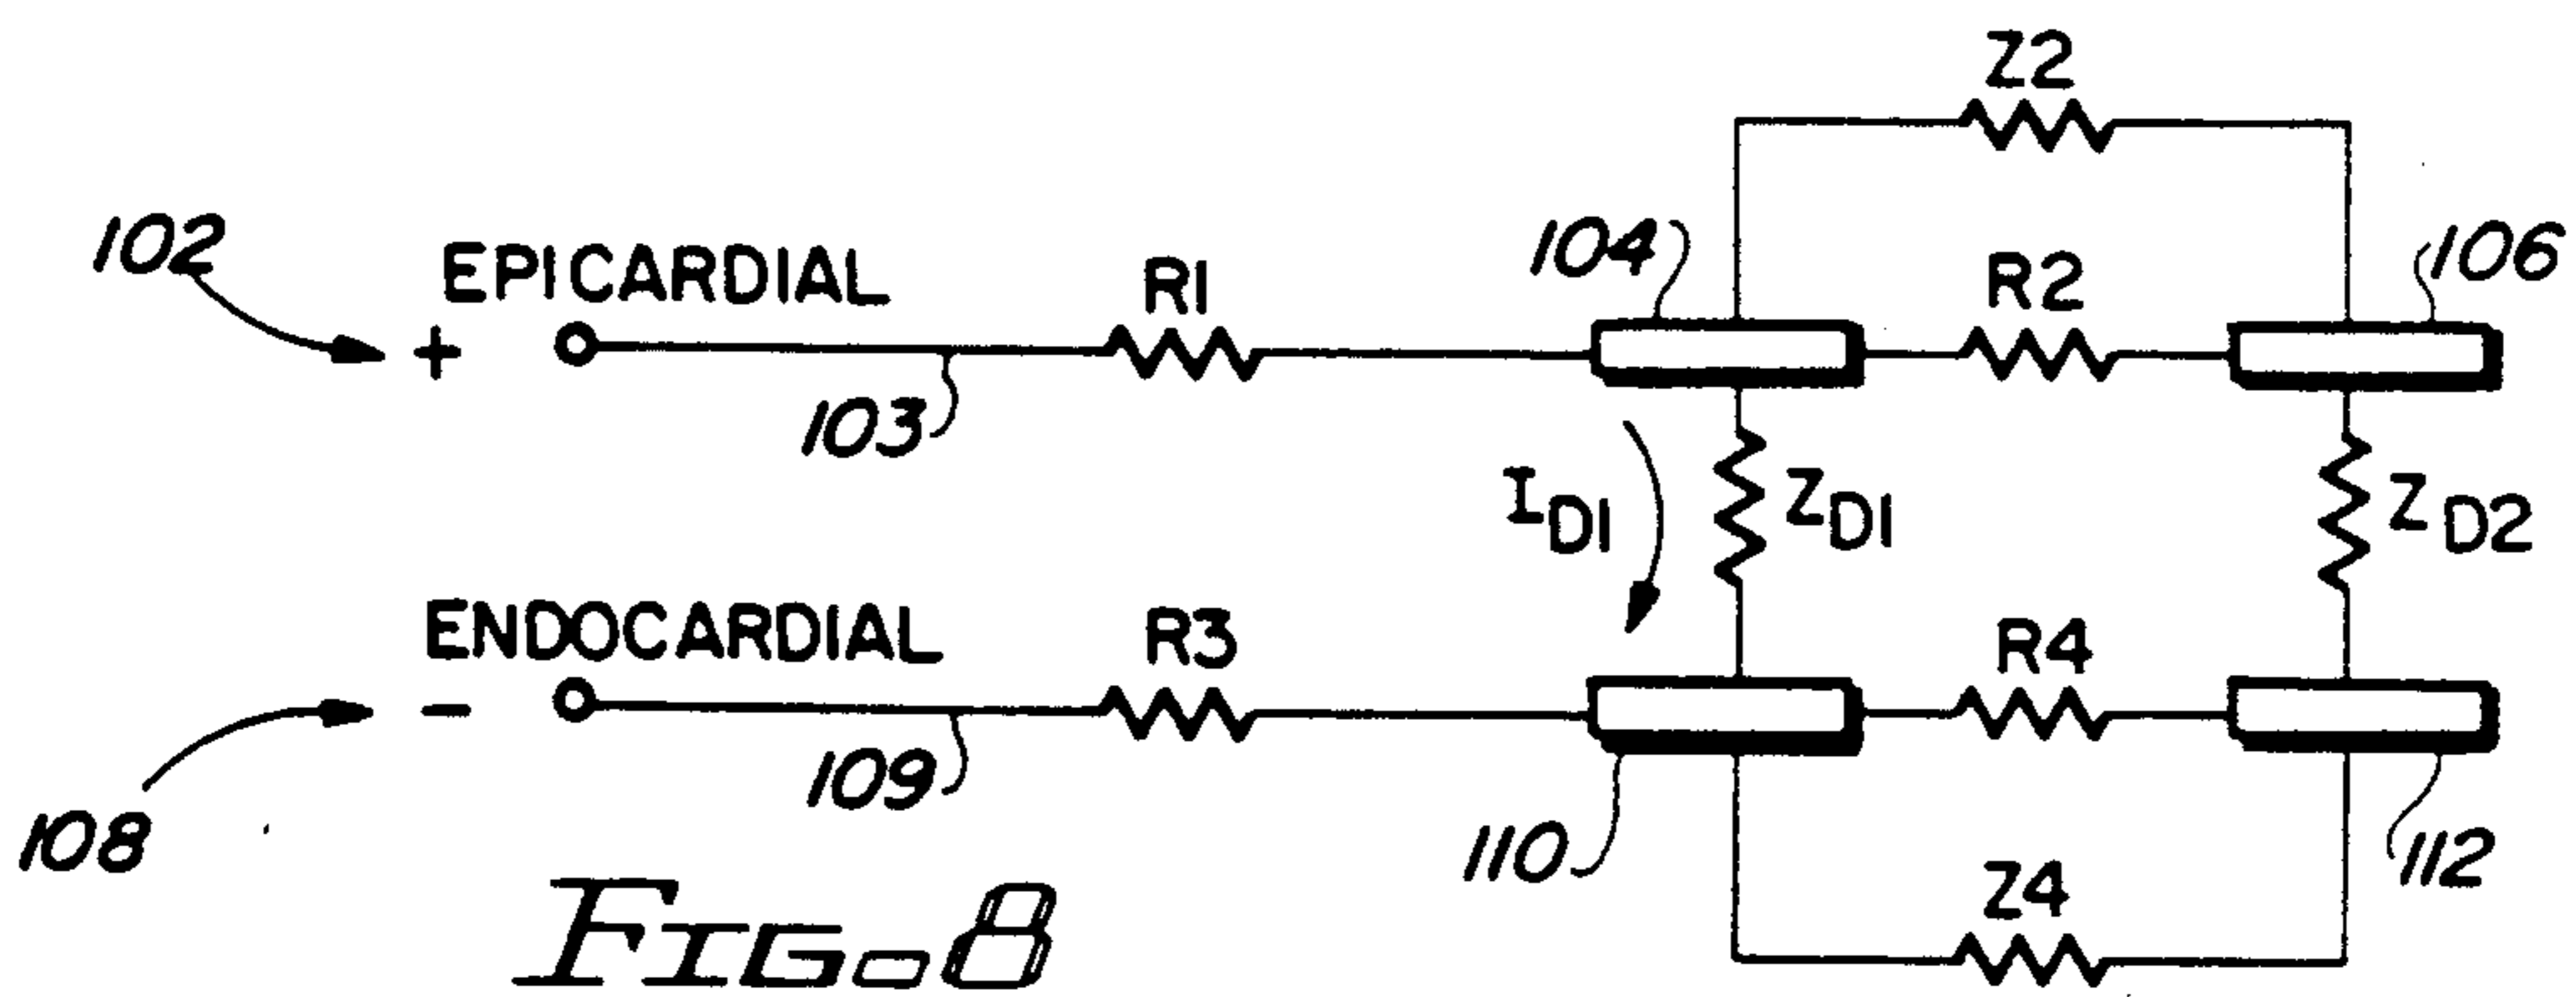 Z2
102
EPICARDIAL
R1
104
R2
106
+
103
I D1
Z D1
Z D2
ENDOCARDIAL
R3
R4
-
109
108
110
112
Z4
FIG. 8